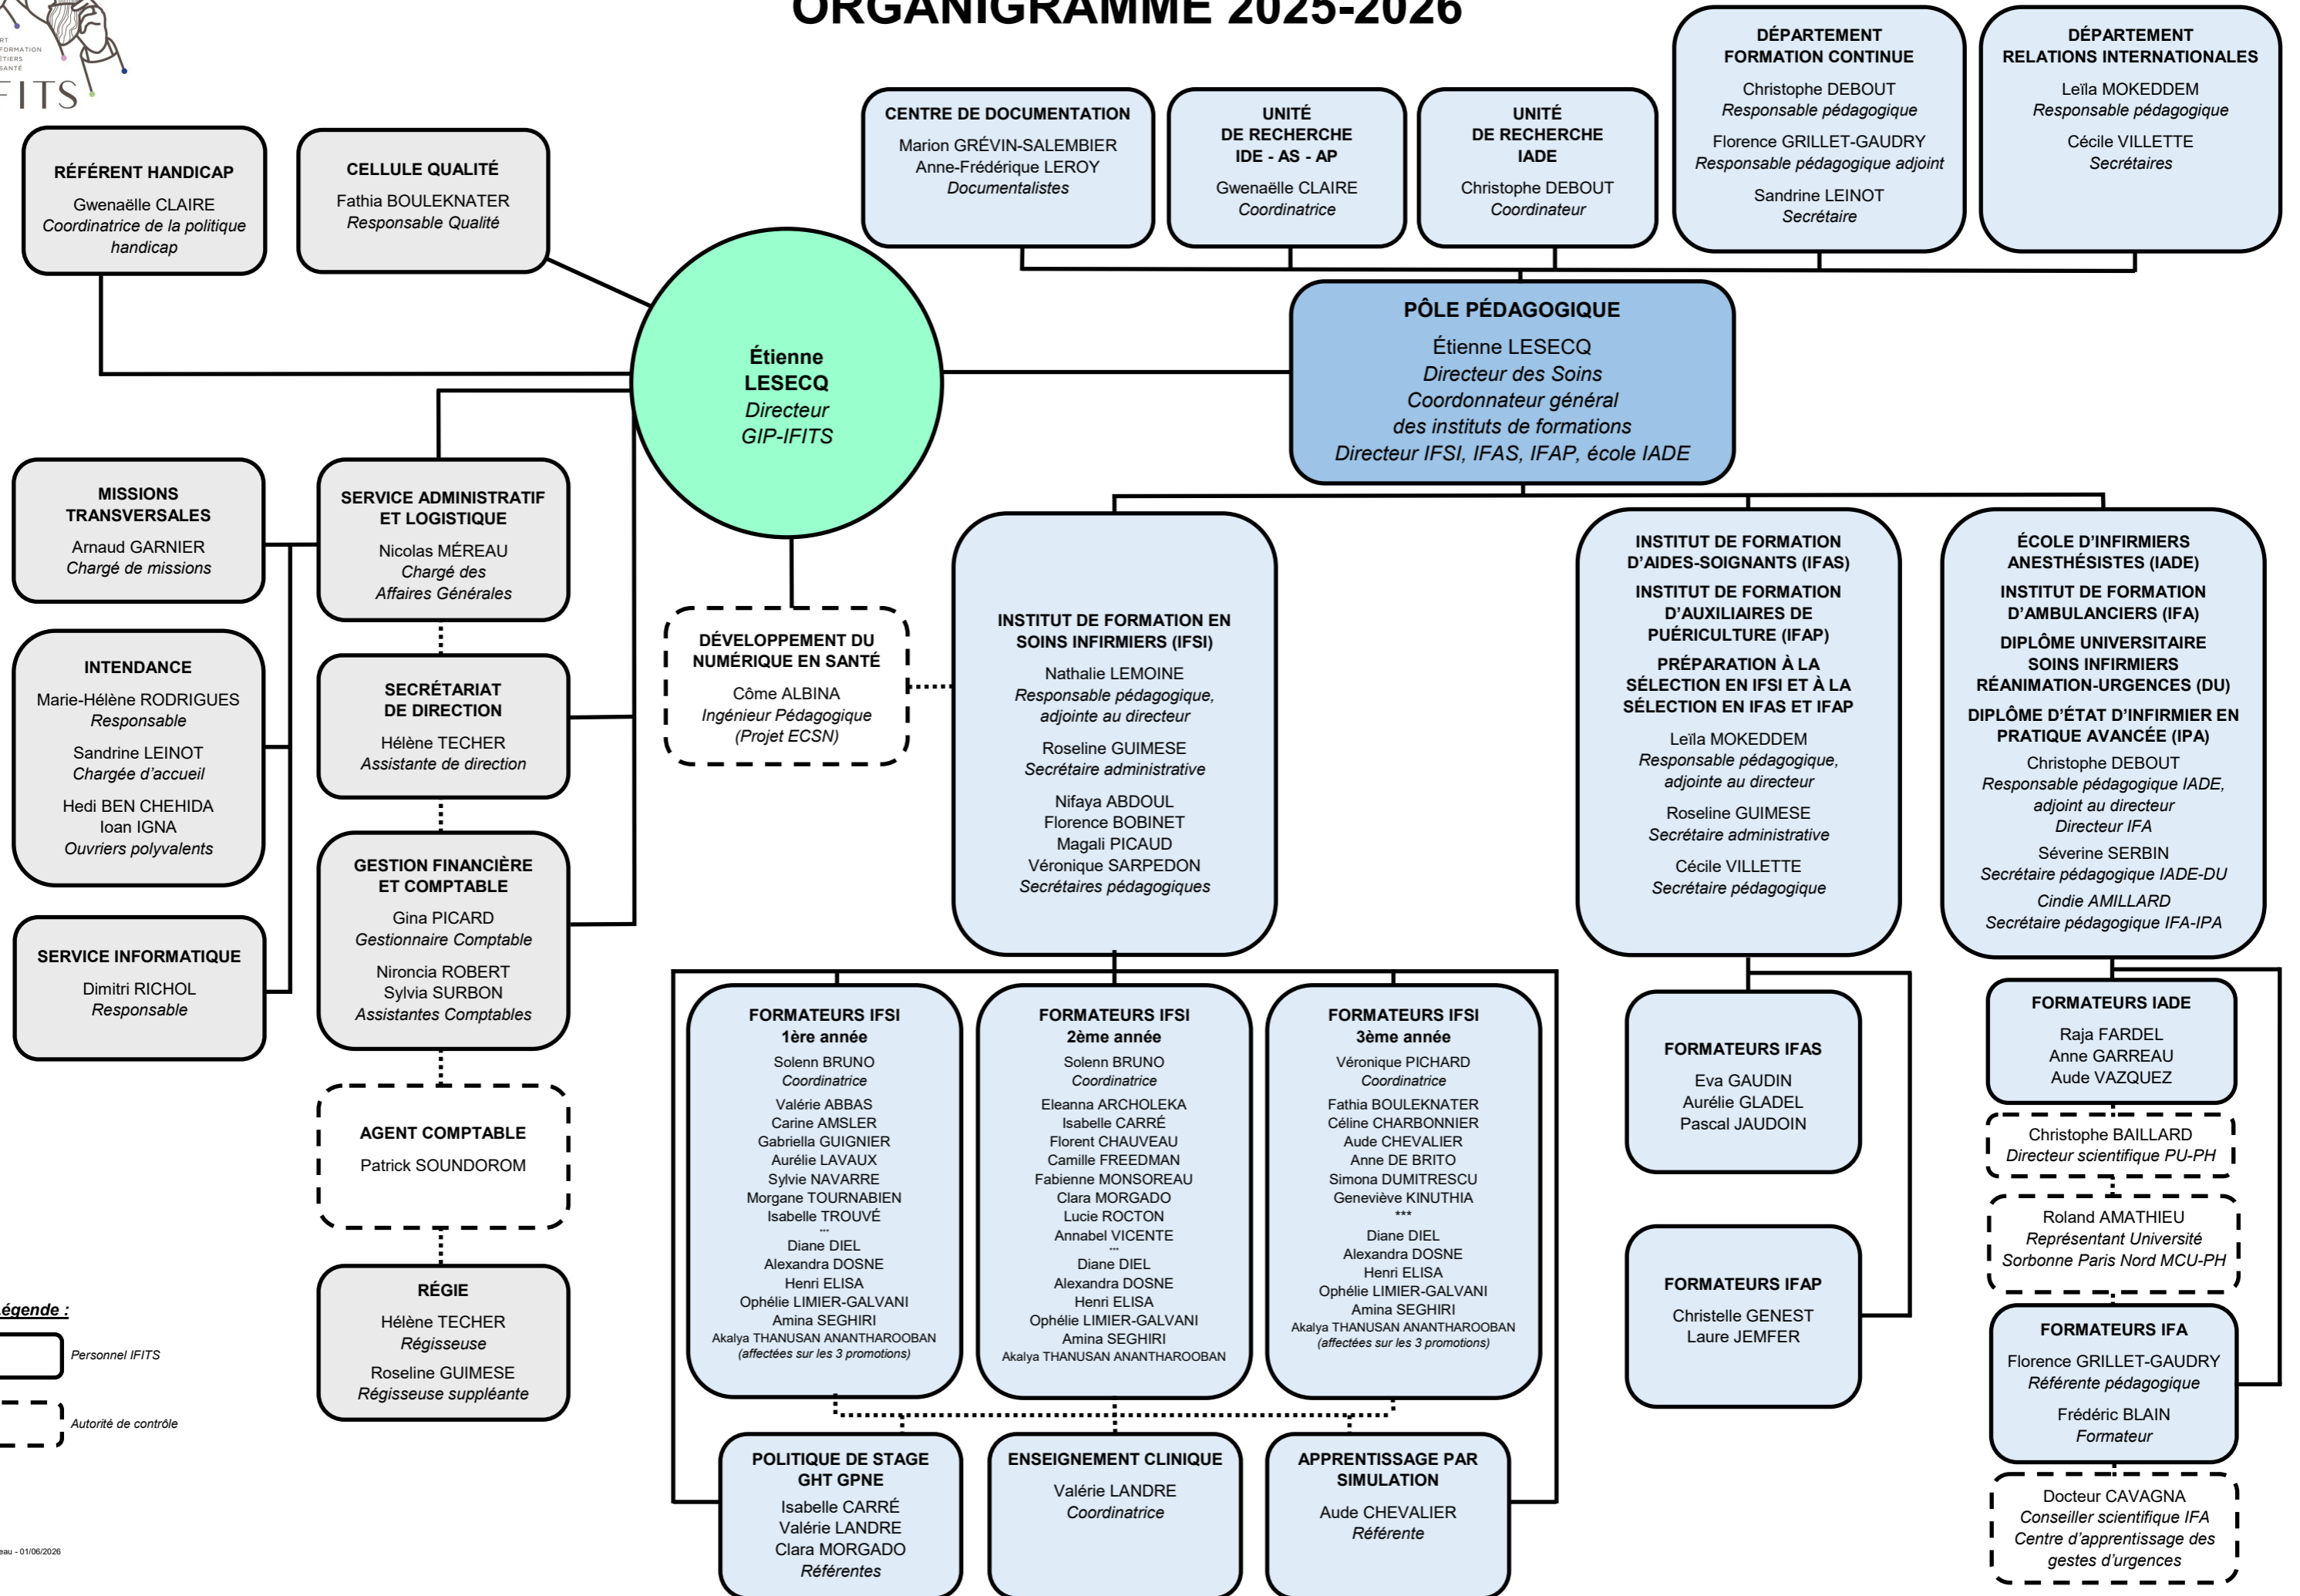 ORGANIGRAMME 2025-2026
RT
FORMATION
ÉTIERS
SANTÉ
FITS
RÉFÉRENT HANDICAP
Gwenaëlle CLAIRE
Coordinatrice de la politique
handicap
CELLULE QUALITÉ
Fathia BOULEKNATER
Responsable Qualité
CENTRE DE DOCUMENTATION
Marion GRÉVIN-SALEMBIER
Anne-Frédérique LEROY
Documentalistes
UNITÉ
DE RECHERCHE
IDE - AS - AP
Gwenaëlle CLAIRE
Coordinatrice
UNITÉ
DE RECHERCHE
IADE
Christophe DEBOUT
Coordinateur
DÉPARTEMENT
FORMATION CONTINUE
Christophe DEBOUT
Responsable pédagogique
Florence GRILLET-GAUDRY
Responsable pédagogique adjoint
Sandrine LEINOT
Secrétaire
DÉPARTEMENT
RELATIONS INTERNATIONALES
Leïla MOKEDDEM
Responsable pédagogique
Cécile VILLETTE
Secrétaires
Étienne
LESECQ
Directeur
GIP-IFITS
PÔLE PÉDAGOGIQUE
Étienne LESECQ
Directeur des Soins
Coordonnateur général
des instituts de formations
Directeur IFSI, IFAS, IFAP, école IADE
MISSIONS
TRANSVERSALES
Arnaud GARNIER
Chargé de missions
SERVICE ADMINISTRATIF
ET LOGISTIQUE
Nicolas MÉREAU
Chargé des
Affaires Générales
INTENDANCE
Marie-Hélène RODRIGUES
Responsable
Sandrine LEINOT
Chargée d'accueil
Hedi BEN CHEHIDA
Ioan IGNA
Ouvriers polyvalents
SECRÉTARIAT
DE DIRECTION
Hélène TECHER
Assistante de direction
SERVICE INFORMATIQUE
Dimitri RICHOL
Responsable
GESTION FINANCIÈRE
ET COMPTABLE
Gina PICARD
Gestionnaire Comptable
Nironcia ROBERT
Sylvia SURBON
Assistantes Comptables
AGENT COMPTABLE
Patrick SOUNDOROM
RÉGIE
Hélène TECHER
Régisseuse
Roseline GUIMESE
Régisseuse suppléante
DÉVELOPPEMENT DU
NUMÉRIQUE EN SANTÉ
Côme ALBINA
Ingénieur Pédagogique
(Projet ECSN)
INSTITUT DE FORMATION EN
SOINS INFIRMIERS (IFSI)
Nathalie LEMOINE
Responsable pédagogique,
adjointe au directeur
Roseline GUIMESE
Secrétaire administrative
Nifaya ABDOUL
Florence BOBINET
Magali PICAUD
Véronique SARPEDON
Secrétaires pédagogiques
INSTITUT DE FORMATION
D'AIDES-SOIGNANTS (IFAS)
INSTITUT DE FORMATION
D'AUXILIAIRES DE
PUÉRICULTURE (IFAP)
PRÉPARATION À LA
SÉLECTION EN IFSI ET À LA
SÉLECTION EN IFAS ET IFAP
Leïla MOKEDDEM
Responsable pédagogique,
adjointe au directeur
Roseline GUIMESE
Secrétaire administrative
Cécile VILLETTE
Secrétaire pédagogique
ÉCOLE D'INFIRMIERS
ANESTHÉSISTES (IADE)
INSTITUT DE FORMATION
D'AMBULANCIERS (IFA)
DIPLÔME UNIVERSITAIRE
SOINS INFIRMIERS
RÉANIMATION-URGENCES (DU)
DIPLÔME D'ÉTAT D'INFIRMIER EN
PRATIQUE AVANCÉE (IPA)
Christophe DEBOUT
Responsable pédagogique IADE,
adjoint au directeur
Directeur IFA
Séverine SERBIN
Secrétaire pédagogique IADE-DU
Cindie AMILLARD
Secrétaire pédagogique IFA-IPA
FORMATEURS IFSI
1ère année
Solenn BRUNO
Coordinatrice
Valérie ABBAS
Carine AMSLER
Gabriella GUIGNIER
Aurélie LAVAUX
Sylvie NAVARRE
Morgane TOURNABIEN
Isabelle TROUVÉ
***
Diane DIEL
Alexandra DOSNE
Henri ELISA
Ophélie LIMIER-GALVANI
Amina SEGHIRI
Akalya THANUSAN ANANTHAROOBAN
(affectées sur les 3 promotions)
FORMATEURS IFSI
2ème année
Solenn BRUNO
Coordinatrice
Eleanna ARCHOLEKA
Isabelle CARRÉ
Florent CHAUVEAU
Camille FREEDMAN
Fabienne MONSOREAU
Clara MORGADO
Lucie ROCTON
Annabel VICENTE
***
Diane DIEL
Alexandra DOSNE
Henri ELISA
Ophélie LIMIER-GALVANI
Amina SEGHIRI
Akalya THANUSAN ANANTHAROOBAN
FORMATEURS IFSI
3ème année
Véronique PICHARD
Coordinatrice
Fathia BOULEKNATER
Céline CHARBONNIER
Aude CHEVALIER
Anne DE BRITO
Simona DUMITRESCU
Geneviève KINUTHIA
***
Diane DIEL
Alexandra DOSNE
Henri ELISA
Ophélie LIMIER-GALVANI
Amina SEGHIRI
Akalya THANUSAN ANANTHAROOBAN
(affectées sur les 3 promotions)
FORMATEURS IFAS
Eva GAUDIN
Aurélie GLADEL
Pascal JAUDOIN
FORMATEURS IFAP
Christelle GENEST
Laure JEMFER
FORMATEURS IADE
Raja FARDEL
Anne GARREAU
Aude VAZQUEZ
Christophe BAILLARD
Directeur scientifique PU-PH
Roland AMATHIEU
Représentant Université
Sorbonne Paris Nord MCU-PH
FORMATEURS IFA
Florence GRILLET-GAUDRY
Référente pédagogique
Frédéric BLAIN
Formateur
Docteur CAVAGNA
Conseiller scientifique IFA
Centre d'apprentissage des
gestes d'urgences
POLITIQUE DE STAGE
GHT GPNE
Isabelle CARRÉ
Valérie LANDRE
Clara MORGADO
Référentes
ENSEIGNEMENT CLINIQUE
Valérie LANDRE
Coordinatrice
APPRENTISSAGE PAR
SIMULATION
Aude CHEVALIER
Référente
égende :
Personnel IFITS
Autorité de contrôle
eau - 01/06/2026